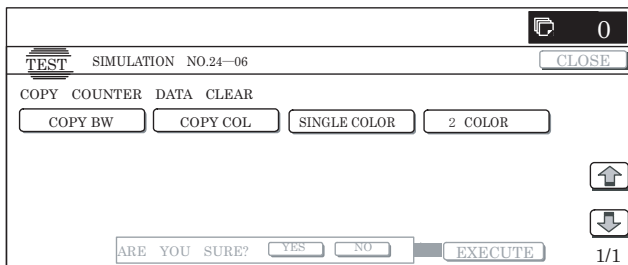 0
TEST SIMULATION NO.24—06 CLOSE
COPY COUNTER DATA CLEAR
COPY BW COPY COL SINGLE COLOR 2 COLOR
ARE YOU SURE? YES NO EXECUTE 1/1